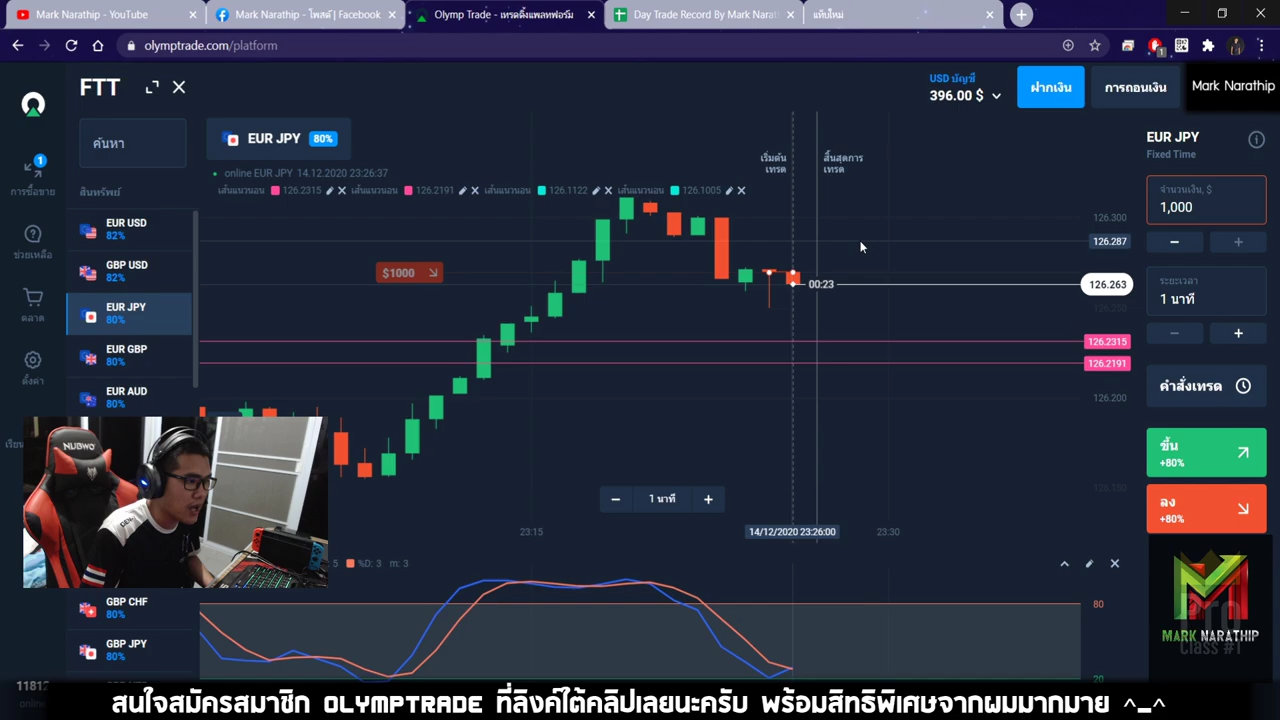 Mark Narathip - YouTube
Mark Narathip - โพสต์ | Facebook
Olymp Trade - เทรดดิ้งแพลทฟอร์ม
Day Trade Record By Mark Narat
แท็บใหม่
olymptrade.com/platform
1
FTT
USD บัญชี
396.00 $
ฝากเงิน
การถอนเงิน
Mark Narathip
ค้นหา
EUR JPY 80%
EUR JPY
Fixed Time
เริ่มต้น
เทรด
สิ้นสุดการ
เทรด
online EUR JPY 14.12.2020 23:26:37
1
การซื้อขาย
สินทรัพย์
เส้นแนวนอน 126.2315
เส้นแนวนอน 126.2191
เส้นแนวนอน 126.1122
เส้นแนวนอน 126.1005
จำนวนเงิน, $
1,000
EUR USD
82%
126.300
126.287
ช่วยเหลือ
GBP USD
82%
$1000
00:23
126.263
ระยะเวลา
1 นาที
EUR JPY
80%
ตลาด
126.2315
EUR GBP
80%
126.2191
ตั้งค่า
คำสั่งเทรด
EUR AUD
80%
126.200
NUBWO
ขึ้น
+80%
1 นาที
126.150
ลง
+80%
23:15
14/12/2020 23:26:00
23:30
5 %D: 3 m: 3
GBP CHF
80%
80
MARK NARATHIP
Pro
Class #1
GBP JPY
80%
20
11812
online
สนใจสมัครสมาชิก OLYMPTRADE ที่ลิงค์ใต้คลิปเลยนะครับ พร้อมสิทธิพิเศษจากผมมากมาย ^_^